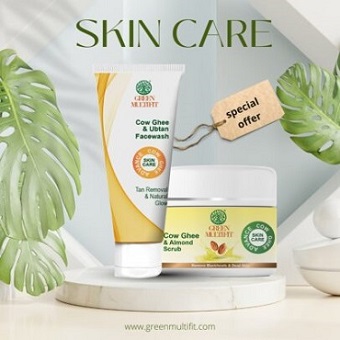 SKIN CARE
GREEN
MULTIFIT
Cow Ghee
& Ubtan
Facewash
SKIN
CARE
Tan Removal
& Natural
Glow
special
offer
GREEN
MULTIFIT
Cow Ghee
& Almond
Scrub
SKIN
CARE
www.greenmultifit.com